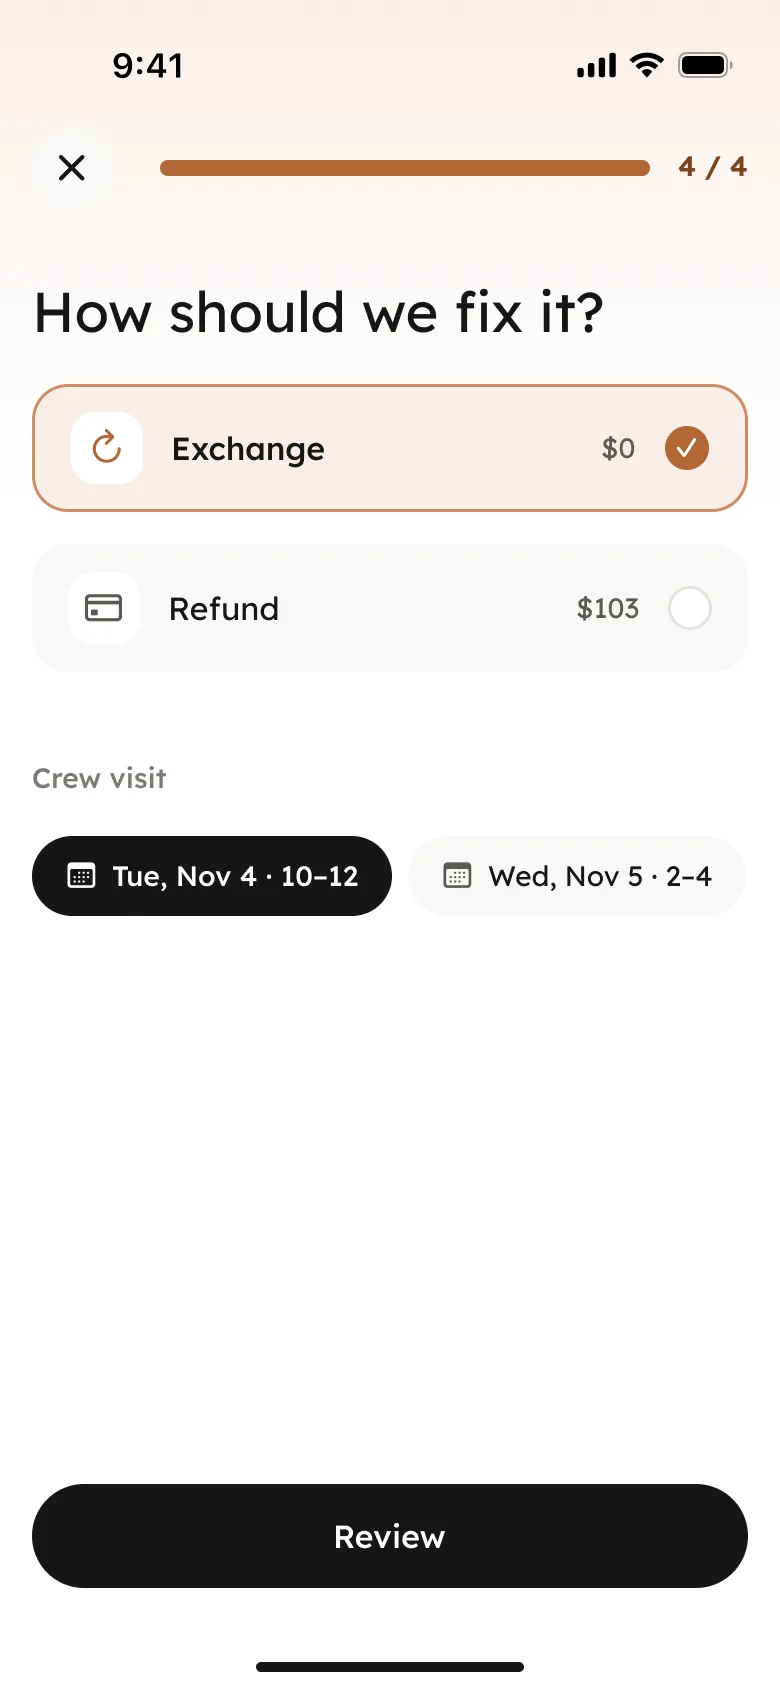 9:41
4 / 4
How should we fix it?
Exchange $0
Refund $103
Crew visit
Tue, Nov 4 · 10–12 Wed, Nov 5 · 2–4
Review